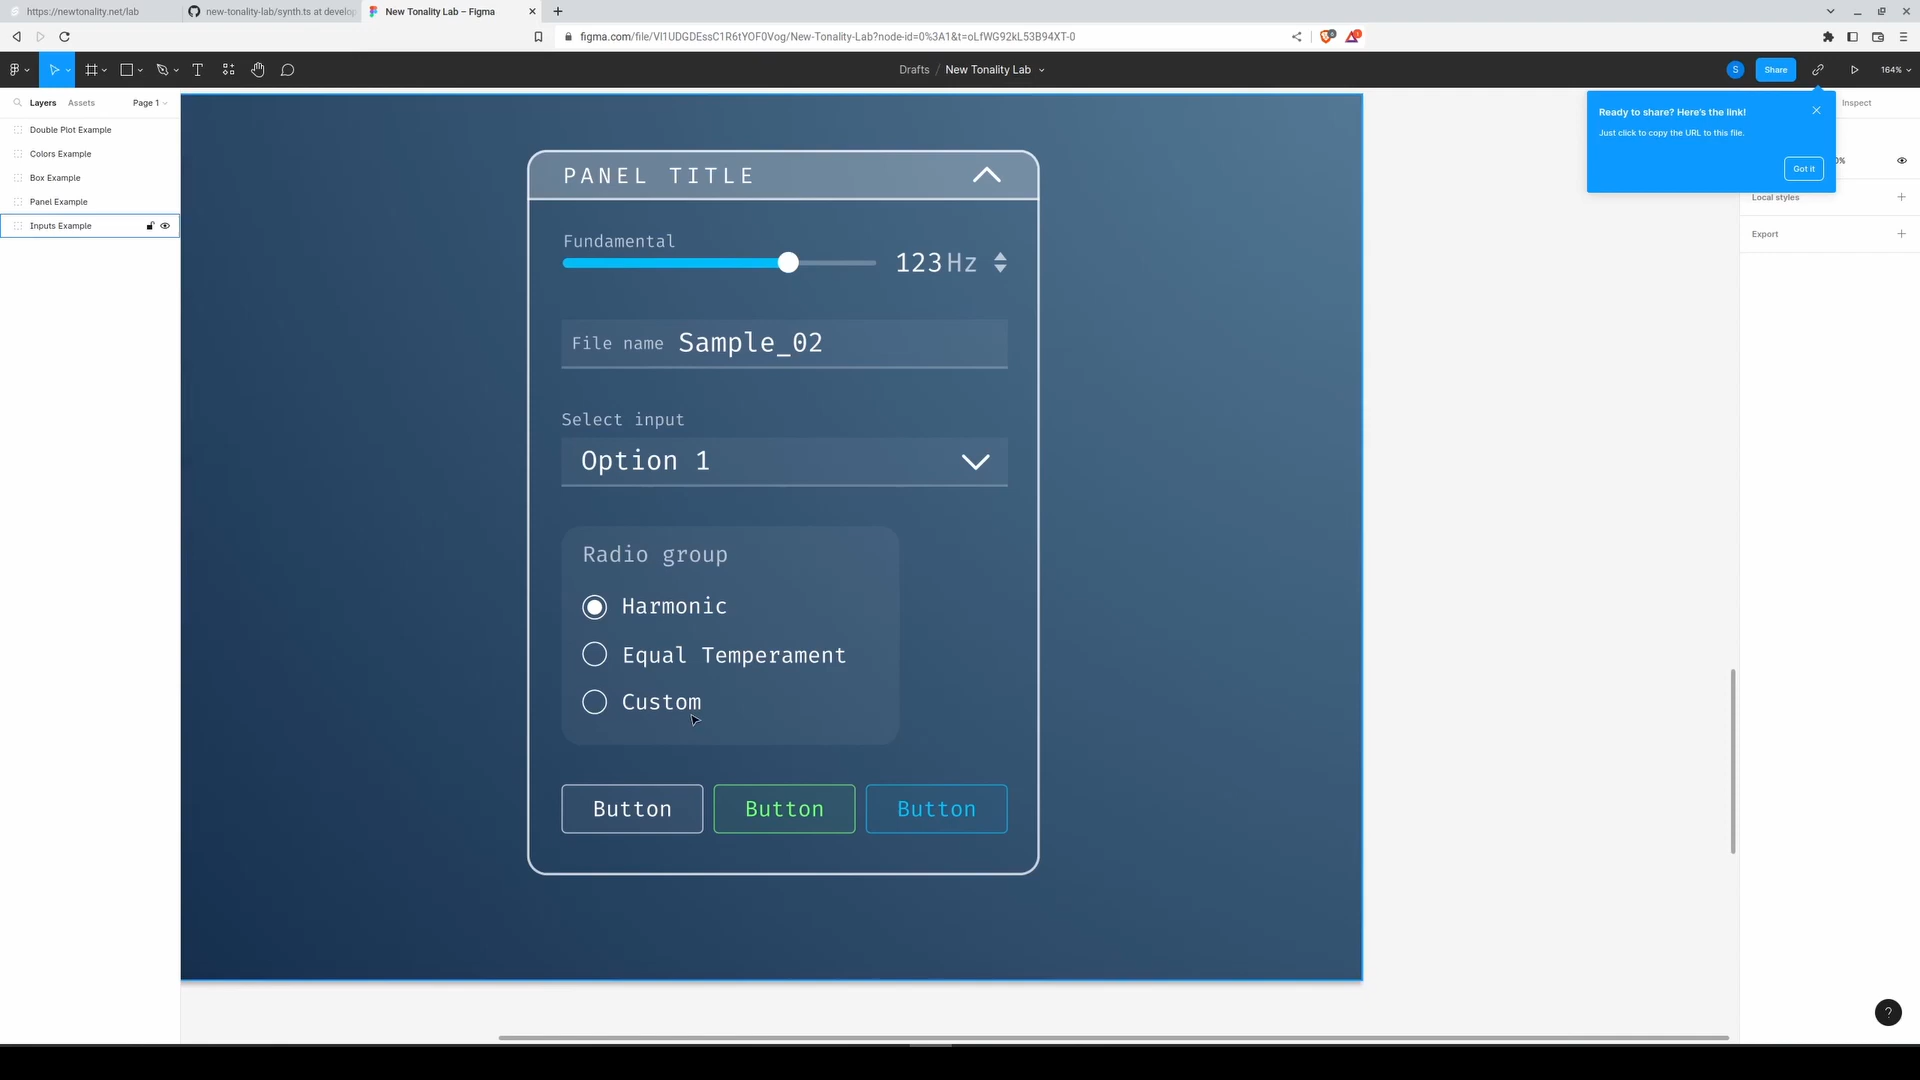 https://newtonality.net/lab
new-tonality-lab/synth.ts at develop
New Tonality Lab – Figma
figma.com/file/VI1UDGDEssC1R6tYOF0Vog/New-Tonality-Lab?node-id=0%3A1&t=oLfWG92kL53B94XT-0
Drafts / New Tonality Lab
S
Share
164%
Layers
Assets
Page 1
Double Plot Example
Colors Example
Box Example
Panel Example
Inputs Example
Ready to share? Here's the link!
Just click to copy the URL to this file.
Got it
Inspect
0%
Local styles
Export
PANEL TITLE
Fundamental
123 Hz
File name Sample_02
Select input
Option 1
Radio group
Harmonic
Equal Temperament
Custom
Button Button Button
?